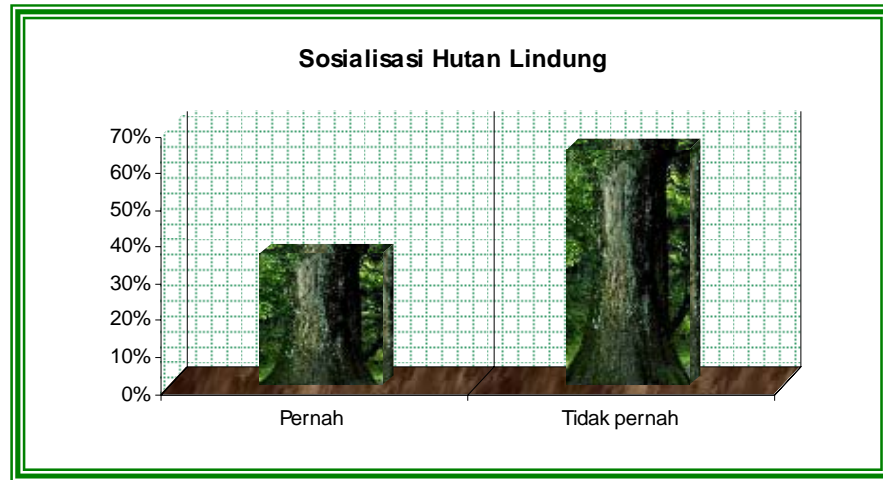 Sosialisasi Hutan Lindung
70%
60%
50%
40%
30%
20%
10%
0%
Pernah
Tidak pernah